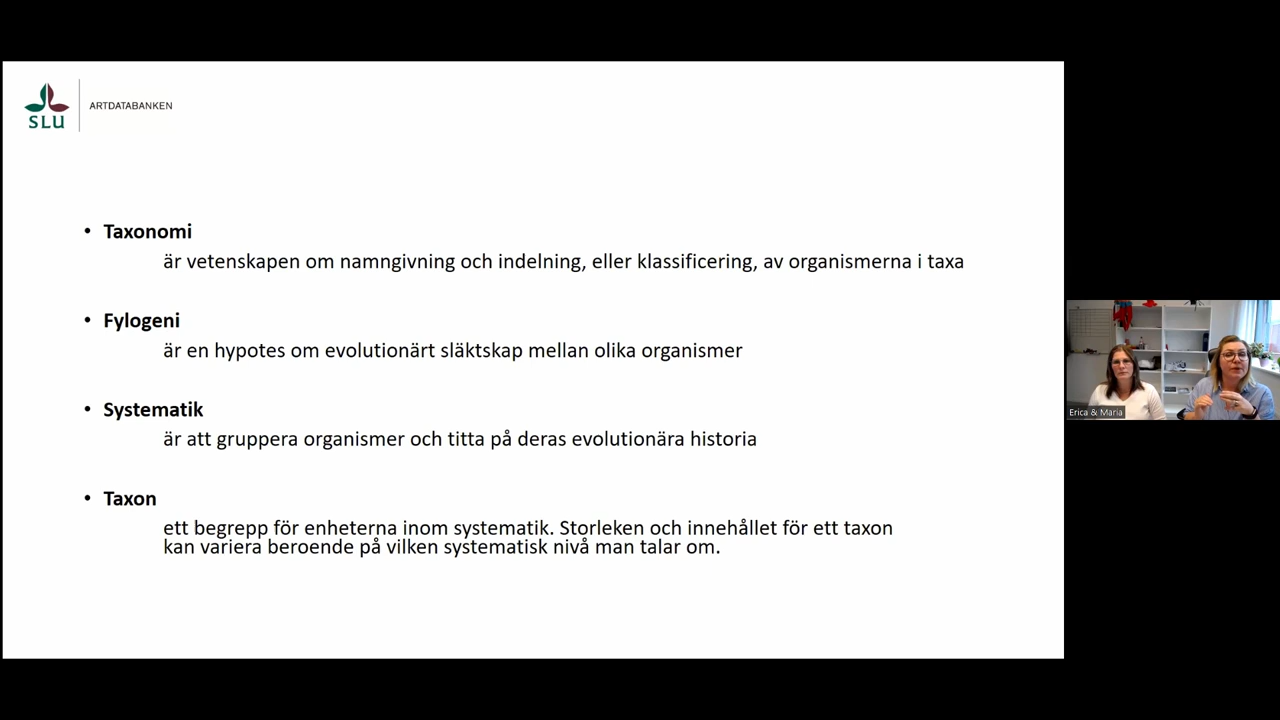 SLU
ARTDATABANKEN
• Taxonomi
är vetenskapen om namngivning och indelning, eller klassificering, av organismerna i taxa
• Fylogeni
är en hypotes om evolutionärt släktskap mellan olika organismer
• Systematik
är att gruppera organismer och titta på deras evolutionära historia
• Taxon
ett begrepp för enheterna inom systematik. Storleken och innehållet för ett taxon
kan variera beroende på vilken systematisk nivå man talar om.
Erica & Maria